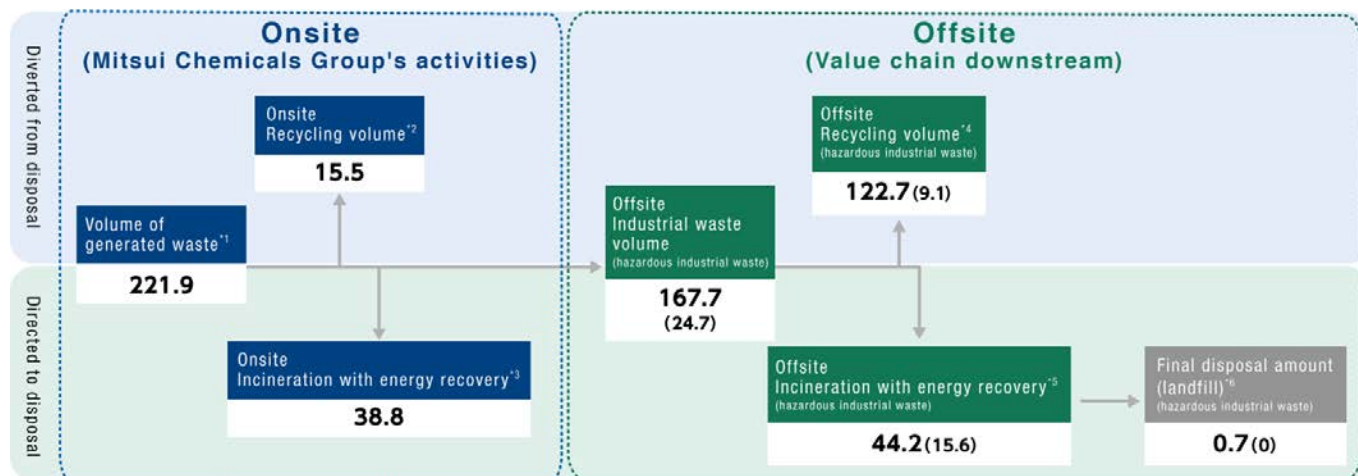 Onsite
(Mitsui Chemicals Group's activities)
Offsite
(Value chain downstream)
Diverted from disposal
Onsite
Recycling volume*2
15.5
Offsite
Recycling volume*4
(hazardous industrial waste)
122.7(9.1)
Volume of
generated waste*1
221.9
Offsite
Industrial waste
volume
(hazardous industrial waste)
167.7
(24.7)
Directed to disposal
Onsite
Incineration with energy recovery*3
38.8
Offsite
Incineration with energy recovery*5
(hazardous industrial waste)
44.2(15.6)
Final disposal amount
(landfill)*6
(hazardous industrial waste)
0.7(0)